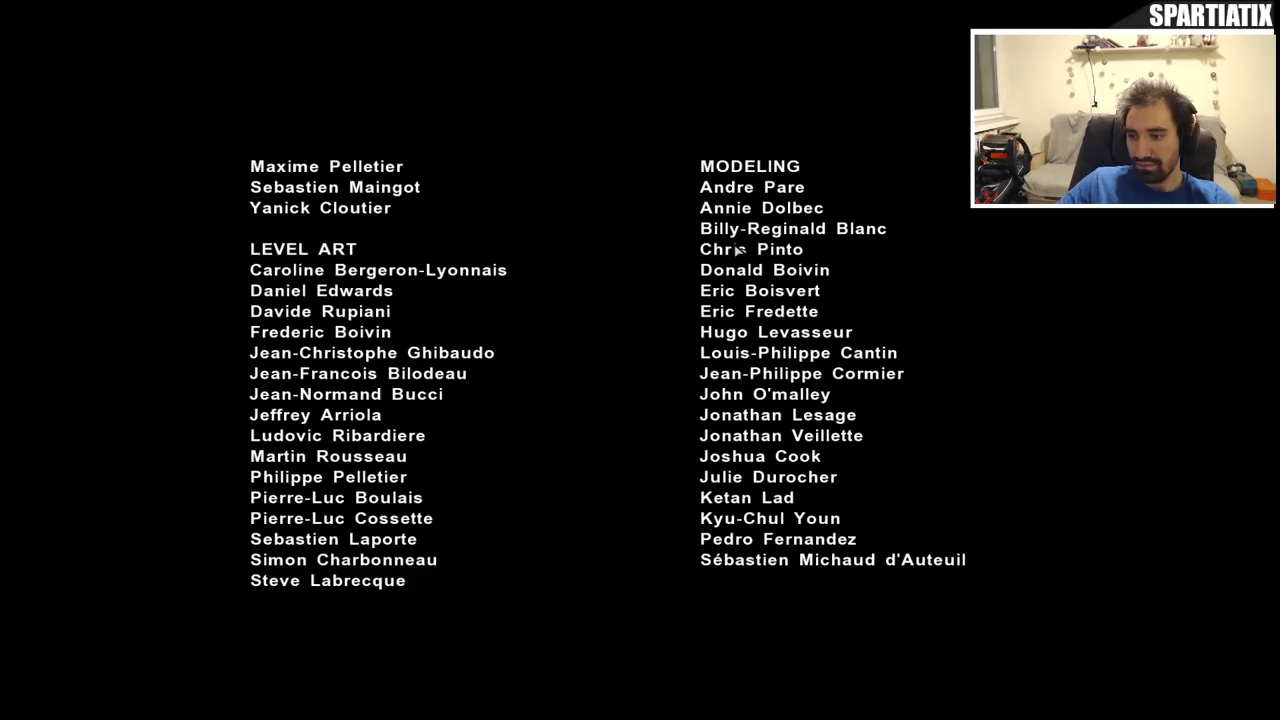 SPARTIATIX
Maxime Pelletier
Sebastien Maingot
Yanick Cloutier
LEVEL ART
Caroline Bergeron-Lyonnais
Daniel Edwards
Davide Rupiani
Frederic Boivin
Jean-Christophe Ghibaudo
Jean-Francois Bilodeau
Jean-Normand Bucci
Jeffrey Arriola
Ludovic Ribardiere
Martin Rousseau
Philippe Pelletier
Pierre-Luc Boulais
Pierre-Luc Cossette
Sebastien Laporte
Simon Charbonneau
Steve Labrecque
MODELING
Andre Pare
Annie Dolbec
Billy-Reginald Blanc
Chris Pinto
Donald Boivin
Eric Boisvert
Eric Fredette
Hugo Levasseur
Louis-Philippe Cantin
Jean-Philippe Cormier
John O'malley
Jonathan Lesage
Jonathan Veillette
Joshua Cook
Julie Durocher
Ketan Lad
Kyu-Chul Youn
Pedro Fernandez
Sébastien Michaud d'Auteuil